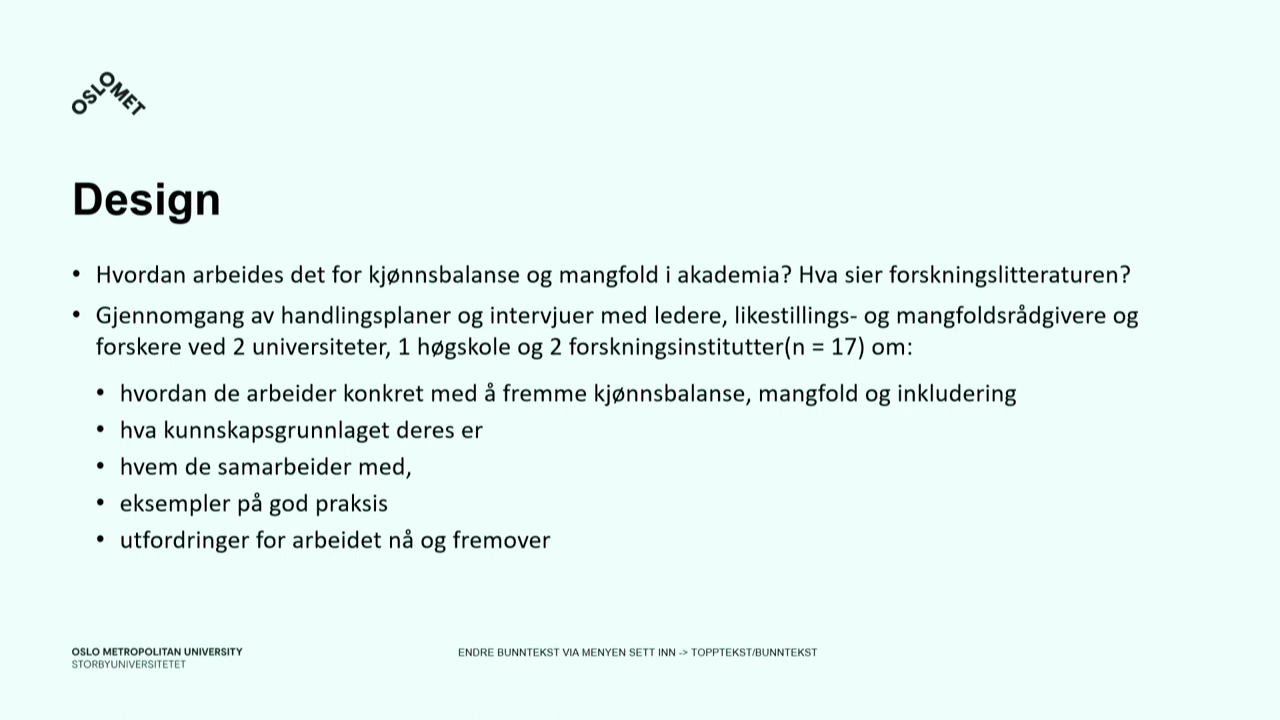 OSLOMET
Design
• Hvordan arbeides det for kjønnsbalanse og mangfold i akademia? Hva sier forskningslitteraturen?
• Gjennomgang av handlingsplaner og intervjuer med ledere, likestillings- og mangfoldsrådgivere og
forskere ved 2 universiteter, 1 høgskole og 2 forskningsinstitutter(n = 17) om:
• hvordan de arbeider konkret med å fremme kjønnsbalanse, mangfold og inkludering
• hva kunnskapsgrunnlaget deres er
• hvem de samarbeider med,
• eksempler på god praksis
• utfordringer for arbeidet nå og fremover
OSLO METROPOLITAN UNIVERSITY
STORBYUNIVERSITETET
ENDRE BUNNTEKST VIA MENYEN SETT INN -> TOPPTEKST/BUNNTEKST